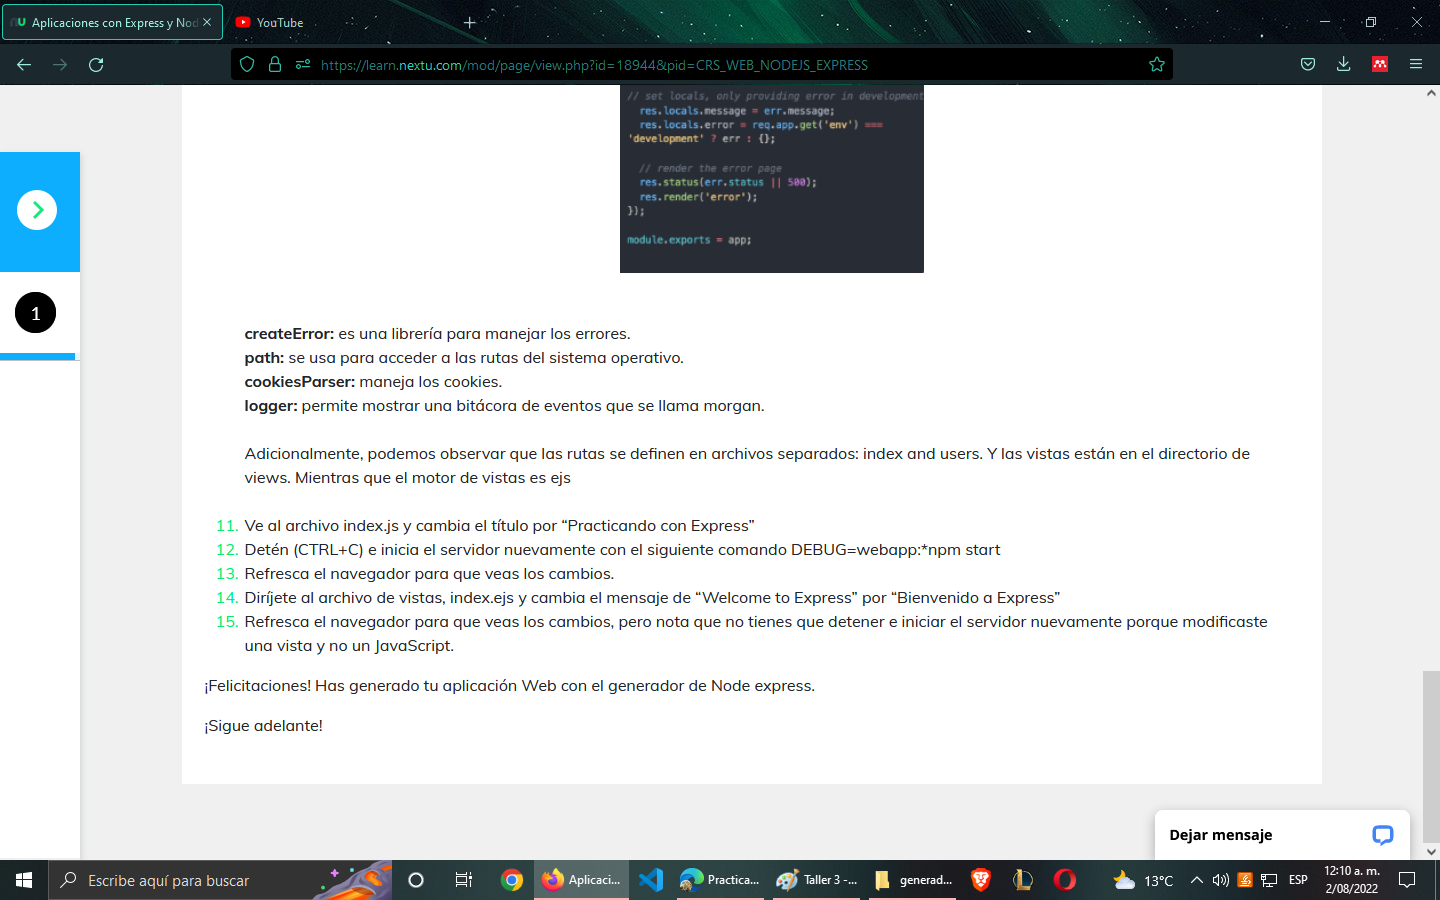 Aplicaciones con Express y Nod
YouTube
https://learn.nextu.com/mod/page/view.php?id=18944&pid=CRS_WEB_NODEJS_EXPRESS
// set locals, only providing error in development
res.locals.message = err.message;
res.locals.error = req.app.get('env') ===
'development' ? err : {};
// render the error page
res.status(err.status || 500);
res.render('error');
});
module.exports = app;
1
createError: es una librería para manejar los errores.
path: se usa para acceder a las rutas del sistema operativo.
cookiesParser: maneja los cookies.
logger: permite mostrar una bitácora de eventos que se llama morgan.
Adicionalmente, podemos observar que las rutas se definen en archivos separados: index and users. Y las vistas están en el directorio de
views. Mientras que el motor de vistas es ejs
11. Ve al archivo index.js y cambia el título por “Practicando con Express”
12. Detén (CTRL+C) e inicia el servidor nuevamente con el siguiente comando DEBUG=webapp:*npm start
13. Refresca el navegador para que veas los cambios.
14. Diríjete al archivo de vistas, index.ejs y cambia el mensaje de “Welcome to Express” por “Bienvenido a Express”
15. Refresca el navegador para que veas los cambios, pero nota que no tienes que detener e iniciar el servidor nuevamente porque modificaste
una vista y no un JavaScript.
¡Felicitaciones! Has generado tu aplicación Web con el generador de Node express.
¡Sigue adelante!
Dejar mensaje
Escribe aquí para buscar
Aplicaci...
Practica...
Taller 3 -...
generad...
13°C
ESP
12:10 a. m.
2/08/2022